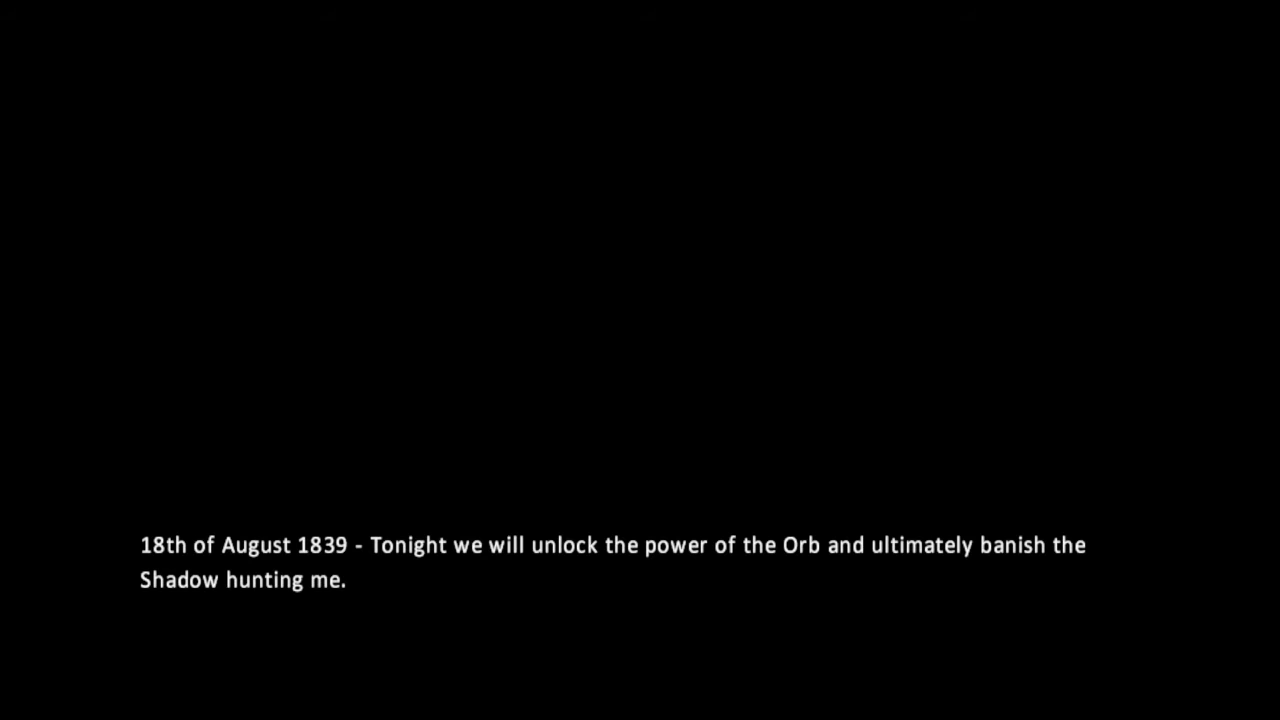 18th of August 1839 - Tonight we will unlock the power of the Orb and ultimately banish the
Shadow hunting me.